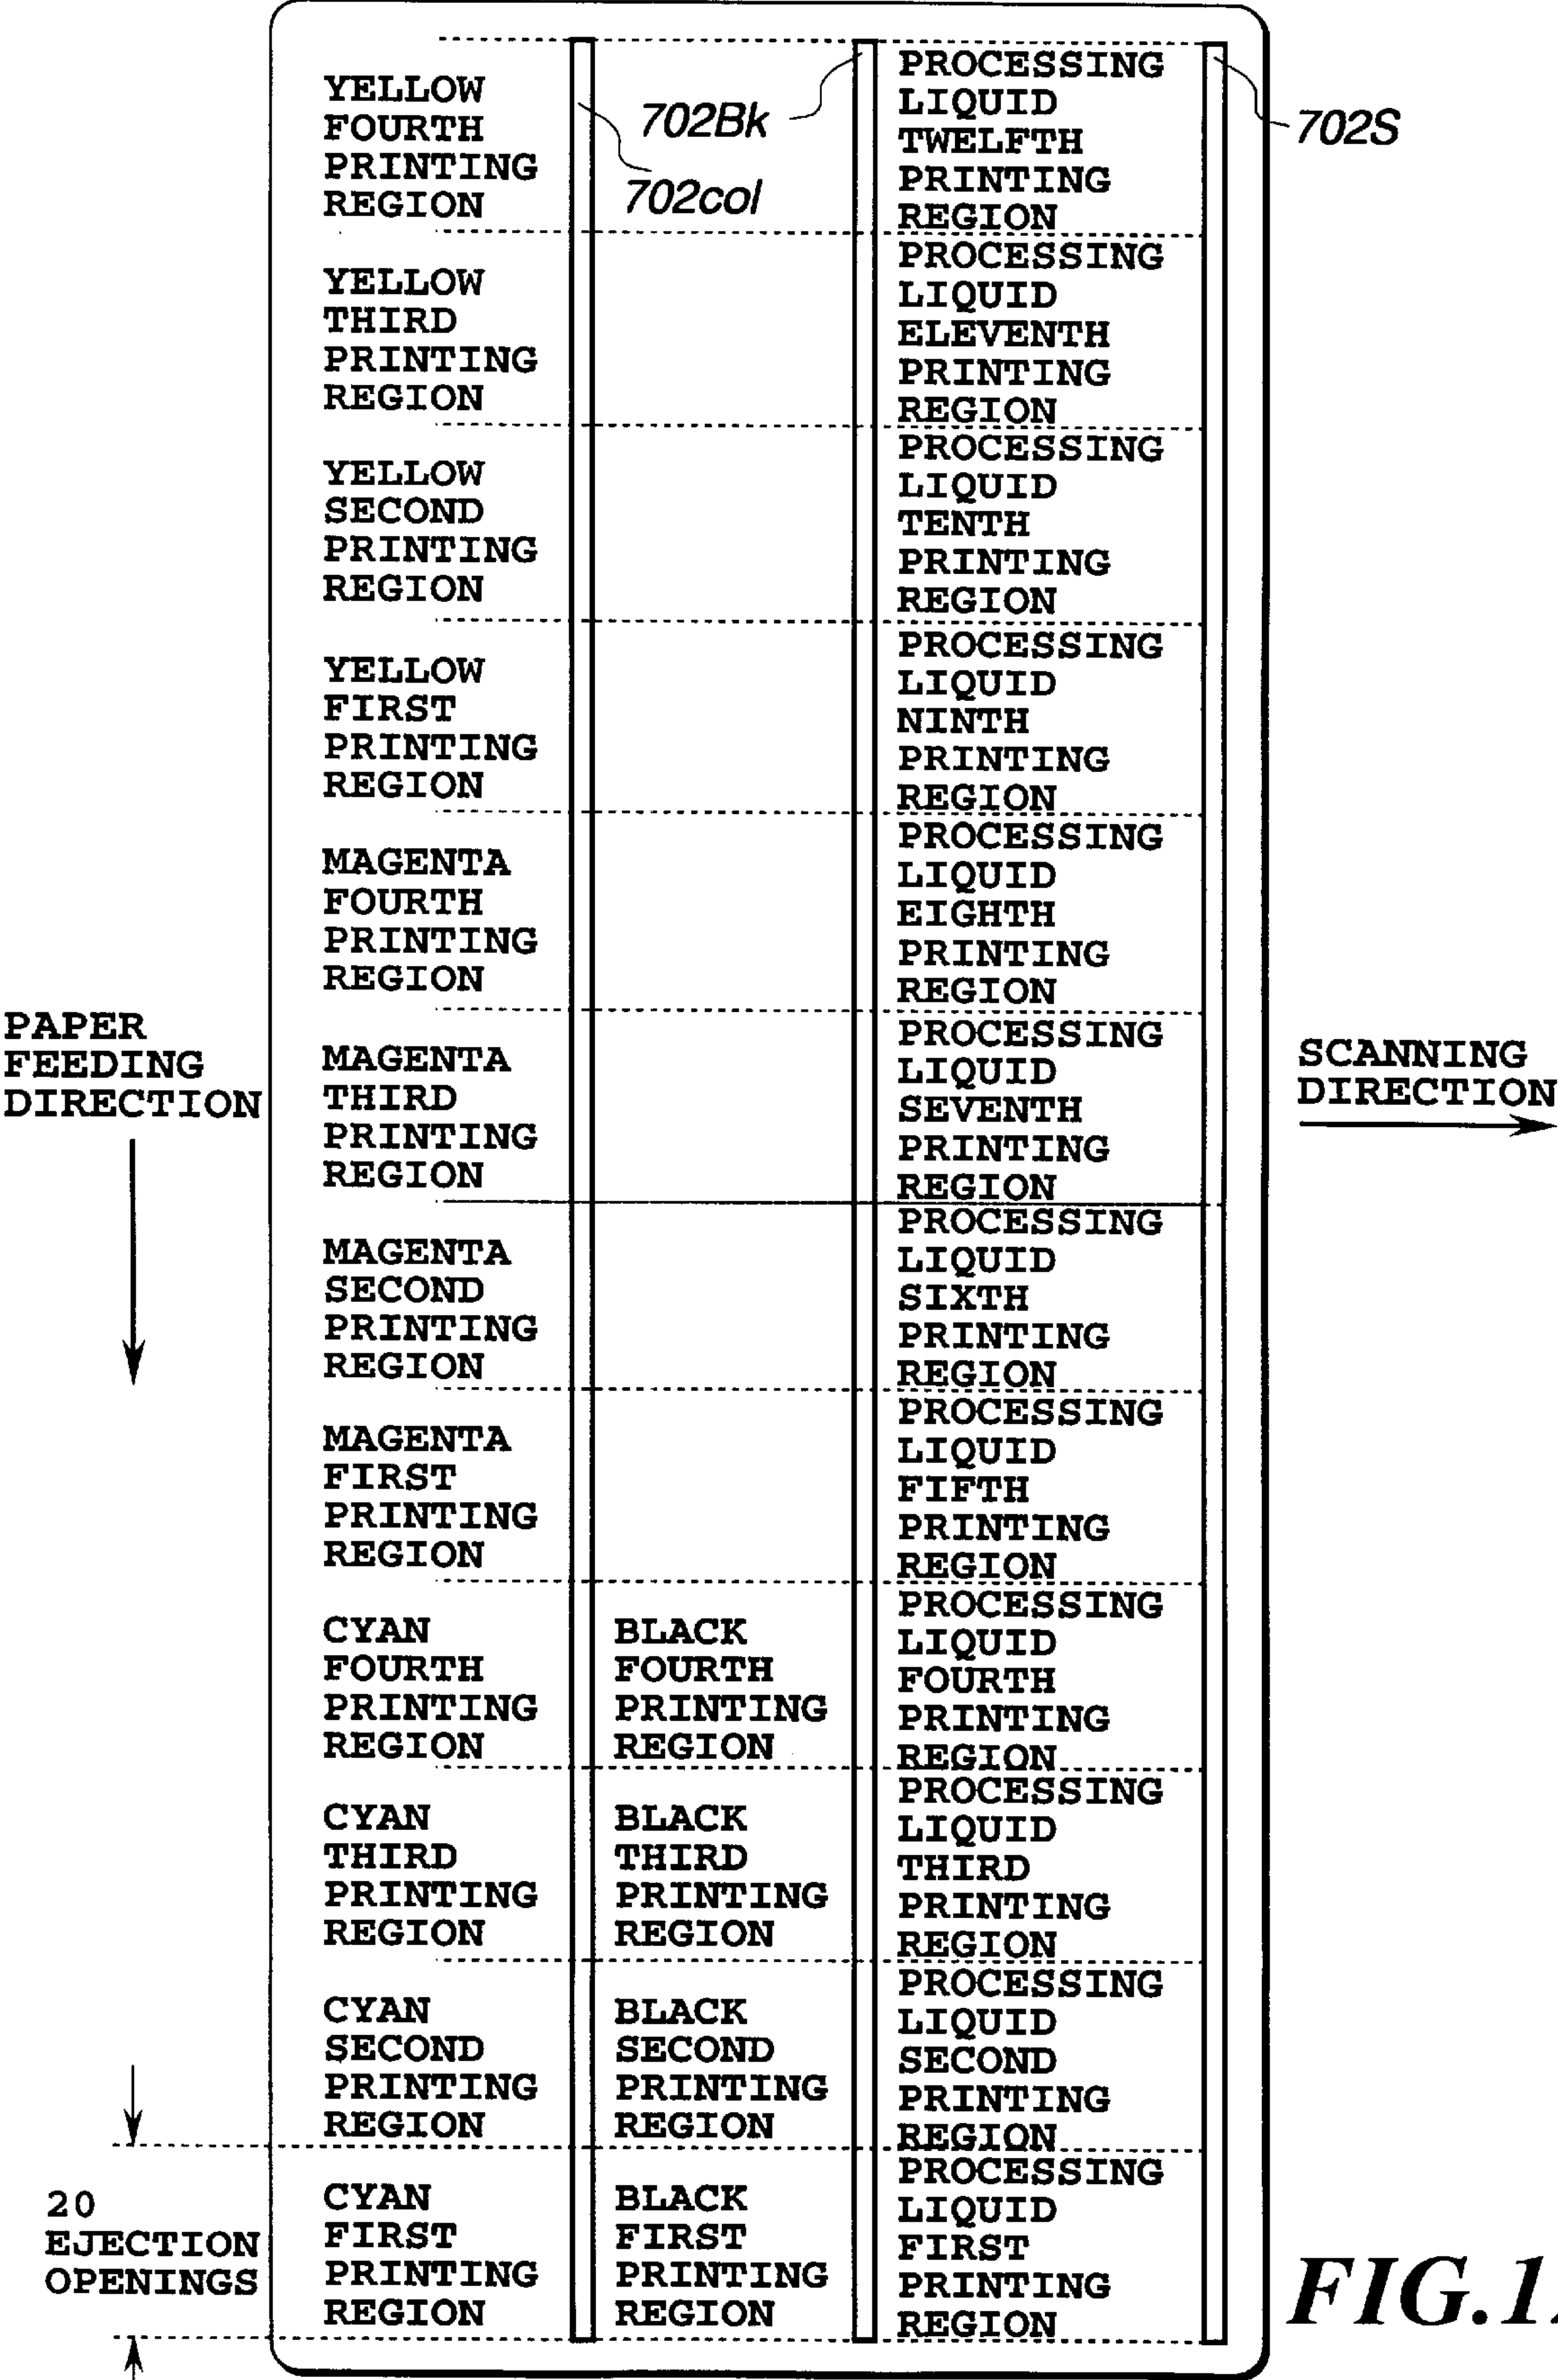 YELLOW
FOURTH
PRINTING
REGION
702Bk
702col
PROCESSING
LIQUID
TWELFTH
PRINTING
REGION
702S
YELLOW
THIRD
PRINTING
REGION
PROCESSING
LIQUID
ELEVENTH
PRINTING
REGION
YELLOW
SECOND
PRINTING
REGION
PROCESSING
LIQUID
TENTH
PRINTING
REGION
YELLOW
FIRST
PRINTING
REGION
PROCESSING
LIQUID
NINTH
PRINTING
REGION
MAGENTA
FOURTH
PRINTING
REGION
PROCESSING
LIQUID
EIGHTH
PRINTING
REGION
PAPER
FEEDING
DIRECTION
MAGENTA
THIRD
PRINTING
REGION
PROCESSING
LIQUID
SEVENTH
PRINTING
REGION
SCANNING
DIRECTION
MAGENTA
SECOND
PRINTING
REGION
PROCESSING
LIQUID
SIXTH
PRINTING
REGION
MAGENTA
FIRST
PRINTING
REGION
PROCESSING
LIQUID
FIFTH
PRINTING
REGION
CYAN
FOURTH
PRINTING
REGION
BLACK
FOURTH
PRINTING
REGION
PROCESSING
LIQUID
FOURTH
PRINTING
REGION
CYAN
THIRD
PRINTING
REGION
BLACK
THIRD
PRINTING
REGION
PROCESSING
LIQUID
THIRD
PRINTING
REGION
CYAN
SECOND
PRINTING
REGION
BLACK
SECOND
PRINTING
REGION
PROCESSING
LIQUID
SECOND
PRINTING
REGION
20
EJECTION
OPENINGS
CYAN
FIRST
PRINTING
REGION
BLACK
FIRST
PRINTING
REGION
PROCESSING
LIQUID
FIRST
PRINTING
REGION
FIG.1